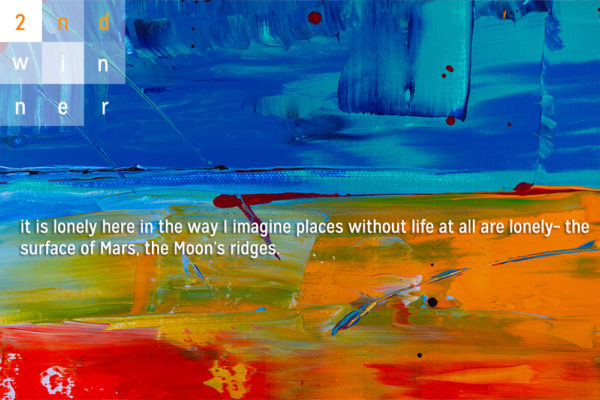 2nd
win
ner
it is lonely here in the way I imagine places without life at all are lonely- the
surface of Mars, the Moon's ridges.